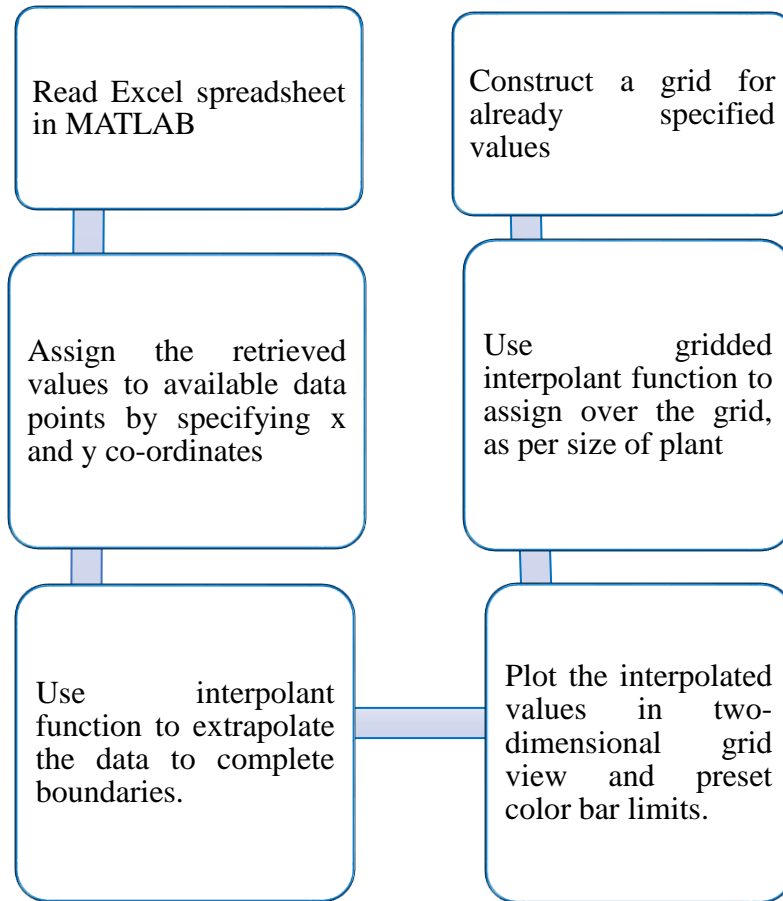 Read Excel spreadsheet
in MATLAB
Assign the retrieved
values to available data
points by specifying x
and y co-ordinates
Use interpolant
function to extrapolate
the data to complete
boundaries.
Construct a grid for
already specified
values
Use gridded
interpolant function to
assign over the grid,
as per size of plant
Plot the interpolated
values in two-
dimensional grid
view and preset
color bar limits.